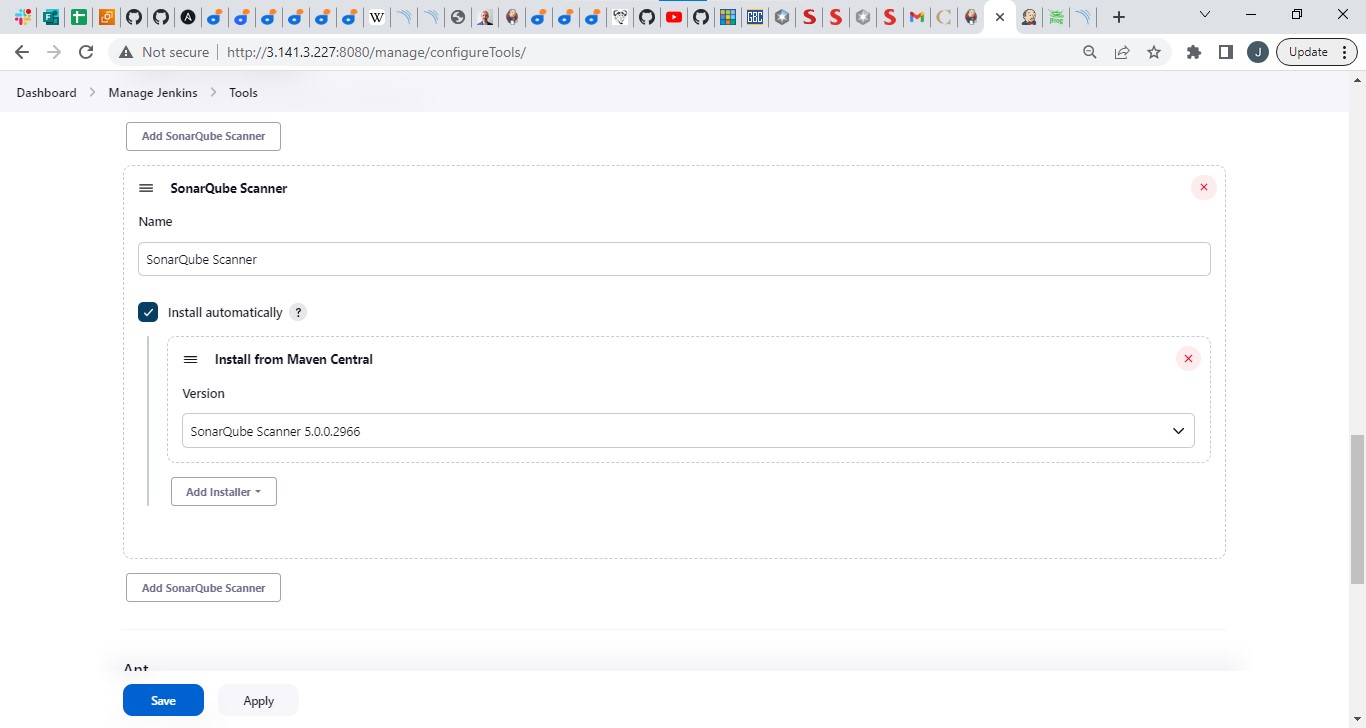 Not secure http://3.141.3.227:8080/manage/configureTools/ J Update
Dashboard Manage Jenkins Tools
Add SonarQube Scanner
SonarQube Scanner
Name
SonarQube Scanner
Install automatically ?
Install from Maven Central
Version
SonarQube Scanner 5.0.0.2966
Add Installer
Add SonarQube Scanner
Ant
Save Apply